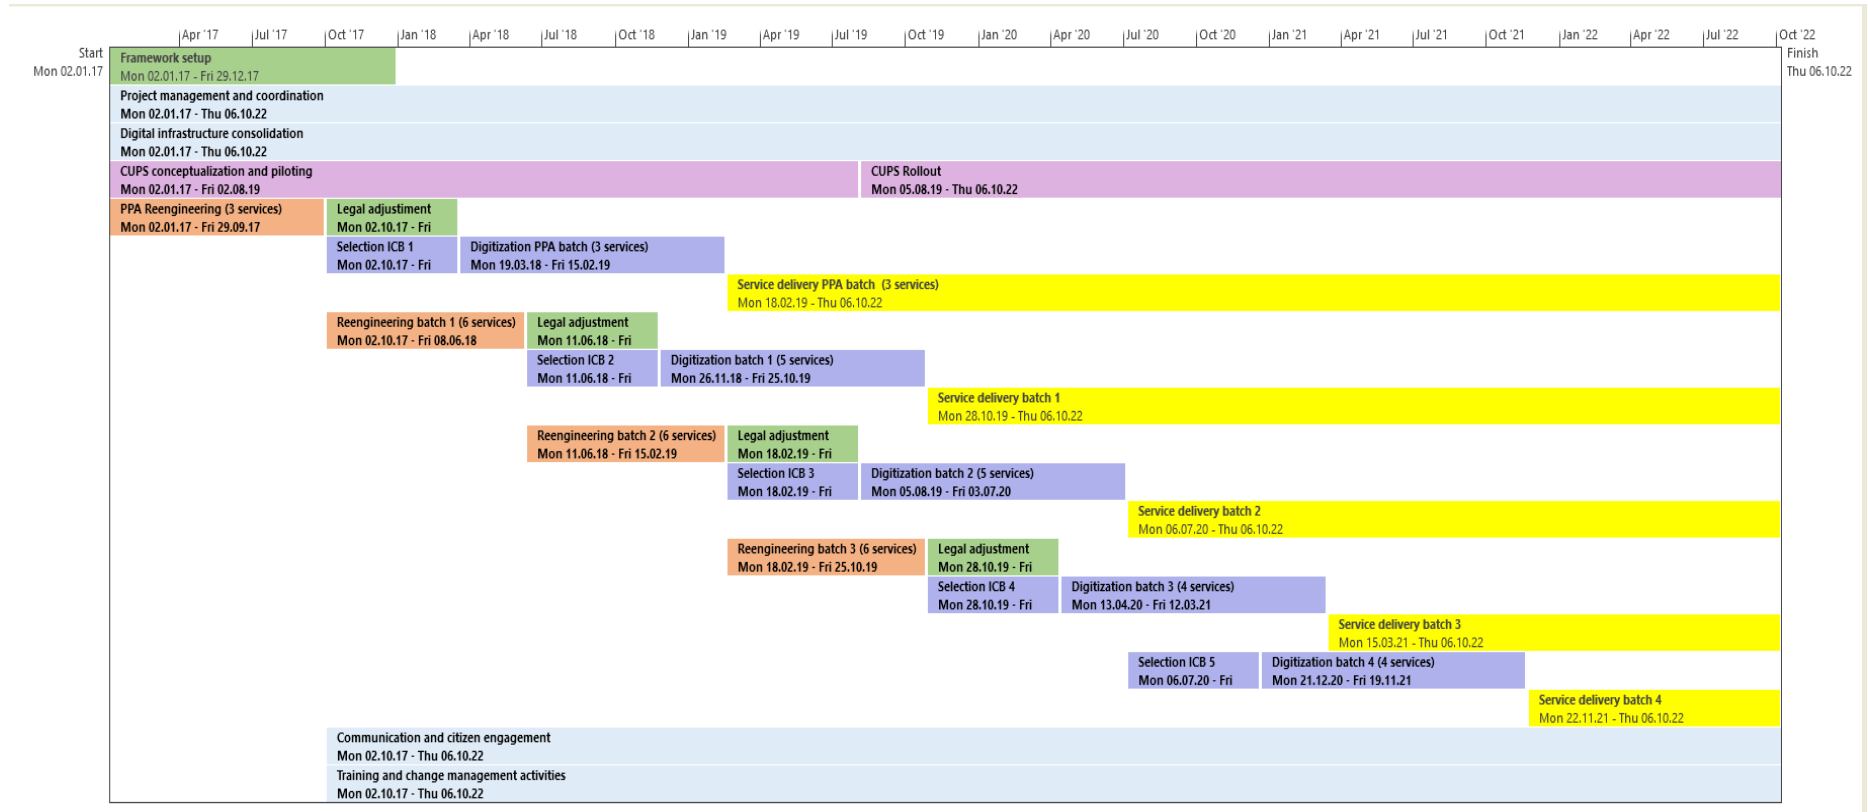 Apr '17
Jul '17
Oct '17
Jan '18
Apr '18
Jul '18
Oct '18
Jan '19
Apr '19
Jul '19
Oct '19
Jan '20
Apr '20
Jul '20
Oct '20
Jan '21
Apr '21
Jul '21
Oct '21
Jan '22
Apr '22
Jul '22
Oct '22
Start
Mon 02.01.17
Finish
Thu 06.10.22
Framework setup
Mon 02.01.17 - Fri 29.12.17
Project management and coordination
Mon 02.01.17 - Thu 06.10.22
Digital infrastructure consolidation
Mon 02.01.17 - Thu 06.10.22
CUPS conceptualization and piloting
Mon 02.01.17 - Fri 02.08.19
CUPS Rollout
Mon 05.08.19 - Thu 06.10.22
PPA Reengineering (3 services)
Mon 02.01.17 - Fri 29.09.17
Legal adjustiment
Mon 02.10.17 - Fri
Selection ICB 1
Mon 02.10.17 - Fri
Digitization PPA batch (3 services)
Mon 19.03.18 - Fri 15.02.19
Service delivery PPA batch (3 services)
Mon 18.02.19 - Thu 06.10.22
Reengineering batch 1 (6 services)
Mon 02.10.17 - Fri 08.06.18
Legal adjustment
Mon 11.06.18 - Fri
Selection ICB 2
Mon 11.06.18 - Fri
Digitization batch 1 (5 services)
Mon 26.11.18 - Fri 25.10.19
Service delivery batch 1
Mon 28.10.19 - Thu 06.10.22
Reengineering batch 2 (6 services)
Mon 11.06.18 - Fri 15.02.19
Legal adjustment
Mon 18.02.19 - Fri
Selection ICB 3
Mon 18.02.19 - Fri
Digitization batch 2 (5 services)
Mon 05.08.19 - Fri 03.07.20
Service delivery batch 2
Mon 06.07.20 - Thu 06.10.22
Reengineering batch 3 (6 services)
Mon 18.02.19 - Fri 25.10.19
Legal adjustment
Mon 28.10.19 - Fri
Selection ICB 4
Mon 28.10.19 - Fri
Digitization batch 3 (4 services)
Mon 13.04.20 - Fri 12.03.21
Service delivery batch 3
Mon 15.03.21 - Thu 06.10.22
Selection ICB 5
Mon 06.07.20 - Fri
Digitization batch 4 (4 services)
Mon 21.12.20 - Fri 19.11.21
Service delivery batch 4
Mon 22.11.21 - Thu 06.10.22
Communication and citizen engagement
Mon 02.10.17 - Thu 06.10.22
Training and change management activities
Mon 02.10.17 - Thu 06.10.22